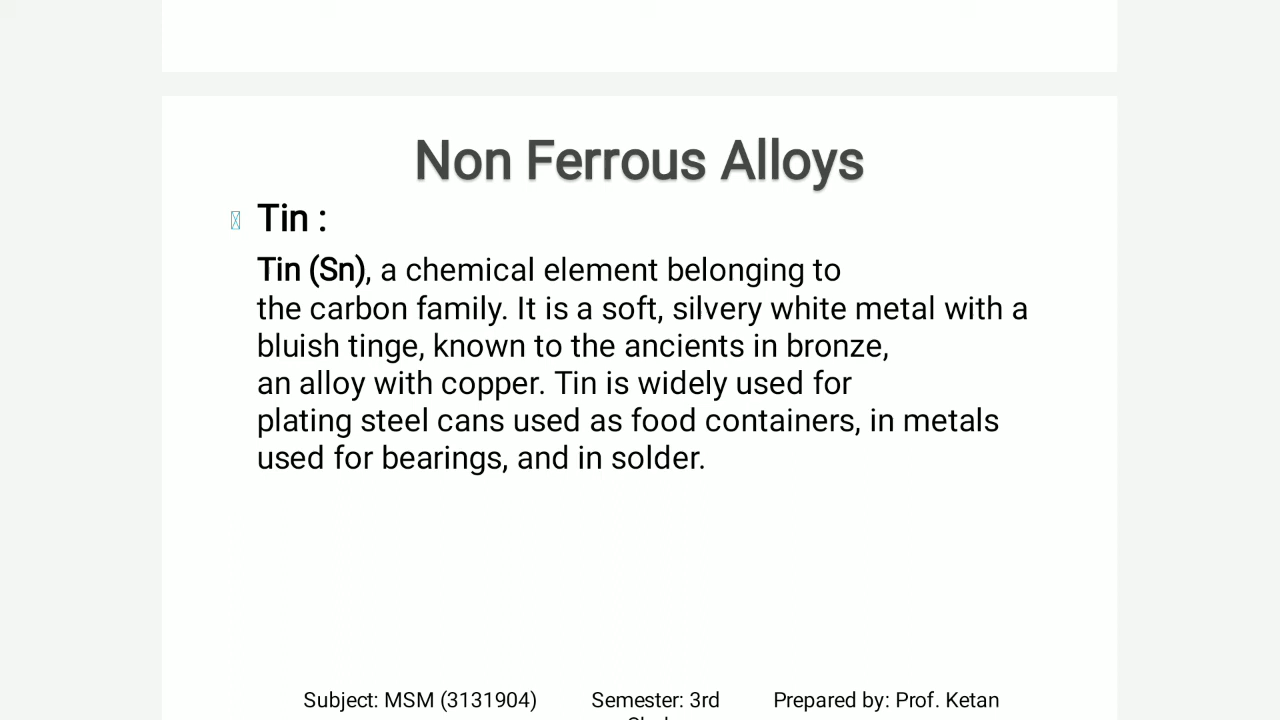 Non Ferrous Alloys
Tin :
Tin (Sn), a chemical element belonging to
the carbon family. It is a soft, silvery white metal with a
bluish tinge, known to the ancients in bronze,
an alloy with copper. Tin is widely used for
plating steel cans used as food containers, in metals
used for bearings, and in solder.
Subject: MSM (3131904) Semester: 3rd Prepared by: Prof. Ketan